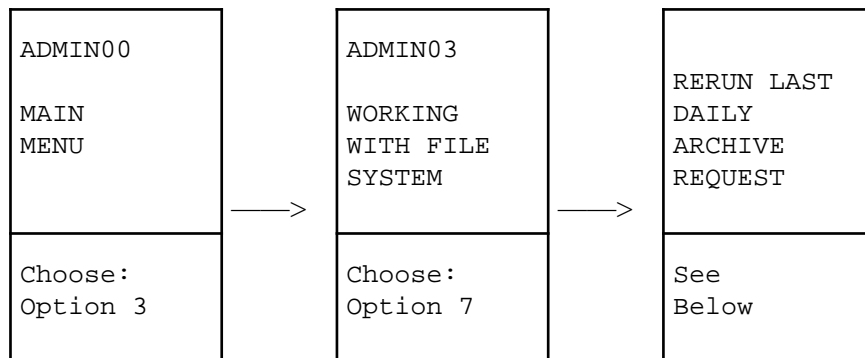 ADMIN00
MAIN
MENU
Choose:
Option 3
———>
ADMIN03
WORKING
WITH FILE
SYSTEM
Choose:
Option 7
———>
RERUN LAST
DAILY
ARCHIVE
REQUEST
See
Below